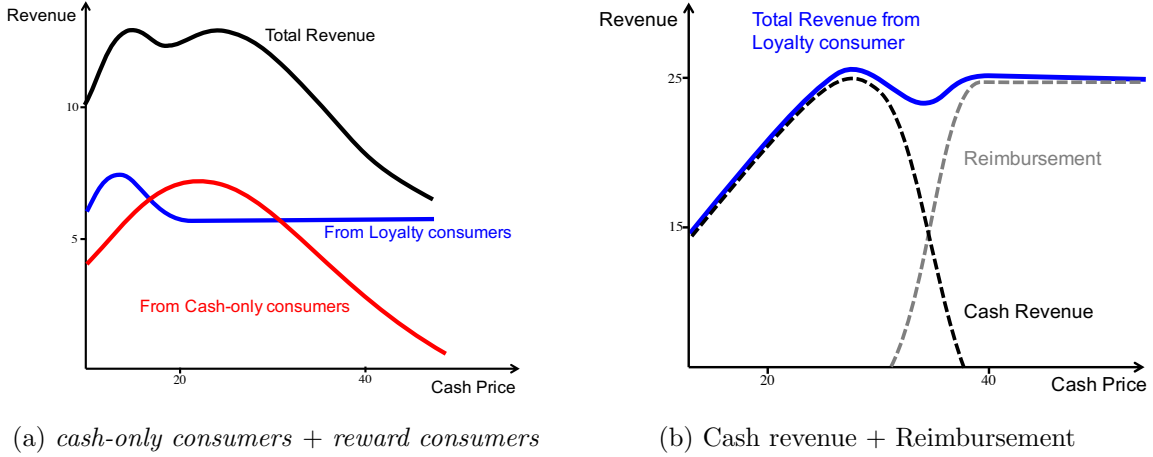 Revenue
Total Revenue
10
From Loyalty consumers
5
From Cash-only consumers
20
40
Cash Price
(a) cash-only consumers + reward consumers
Revenue
Total Revenue from
Loyalty consumer
25
Reimbursement
15
Cash Revenue
20
40
Cash Price
(b) Cash revenue + Reimbursement